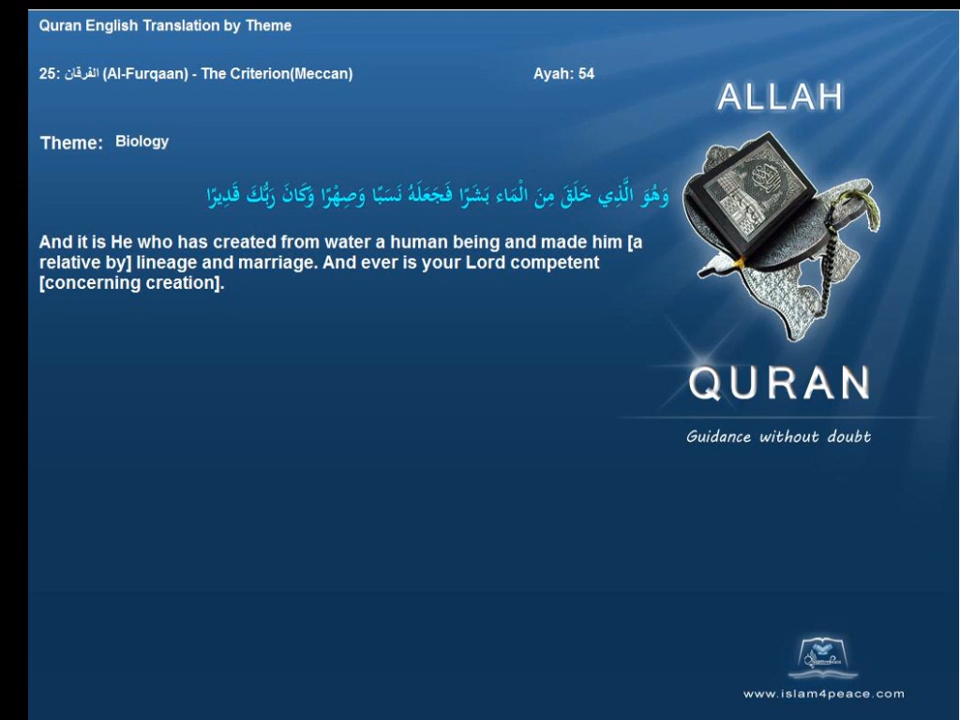 Quran English Translation by Theme
25: الفرقان (Al-Furqaan) - The Criterion(Meccan)
Ayah: 54
ALLAH
Theme: Biology
وَهُوَ الَّذِي خَلَقَ مِنَ الْمَاء بَشَرًا فَجَعَلَهُ نَسَبًا وَصِهْرًا وَكَانَ رَبُّكَ قَدِيرًا
And it is He who has created from water a human being and made him [a
relative by] lineage and marriage. And ever is your Lord competent
[concerning creation].
QURAN
Guidance without doubt
www.islam4peace.com